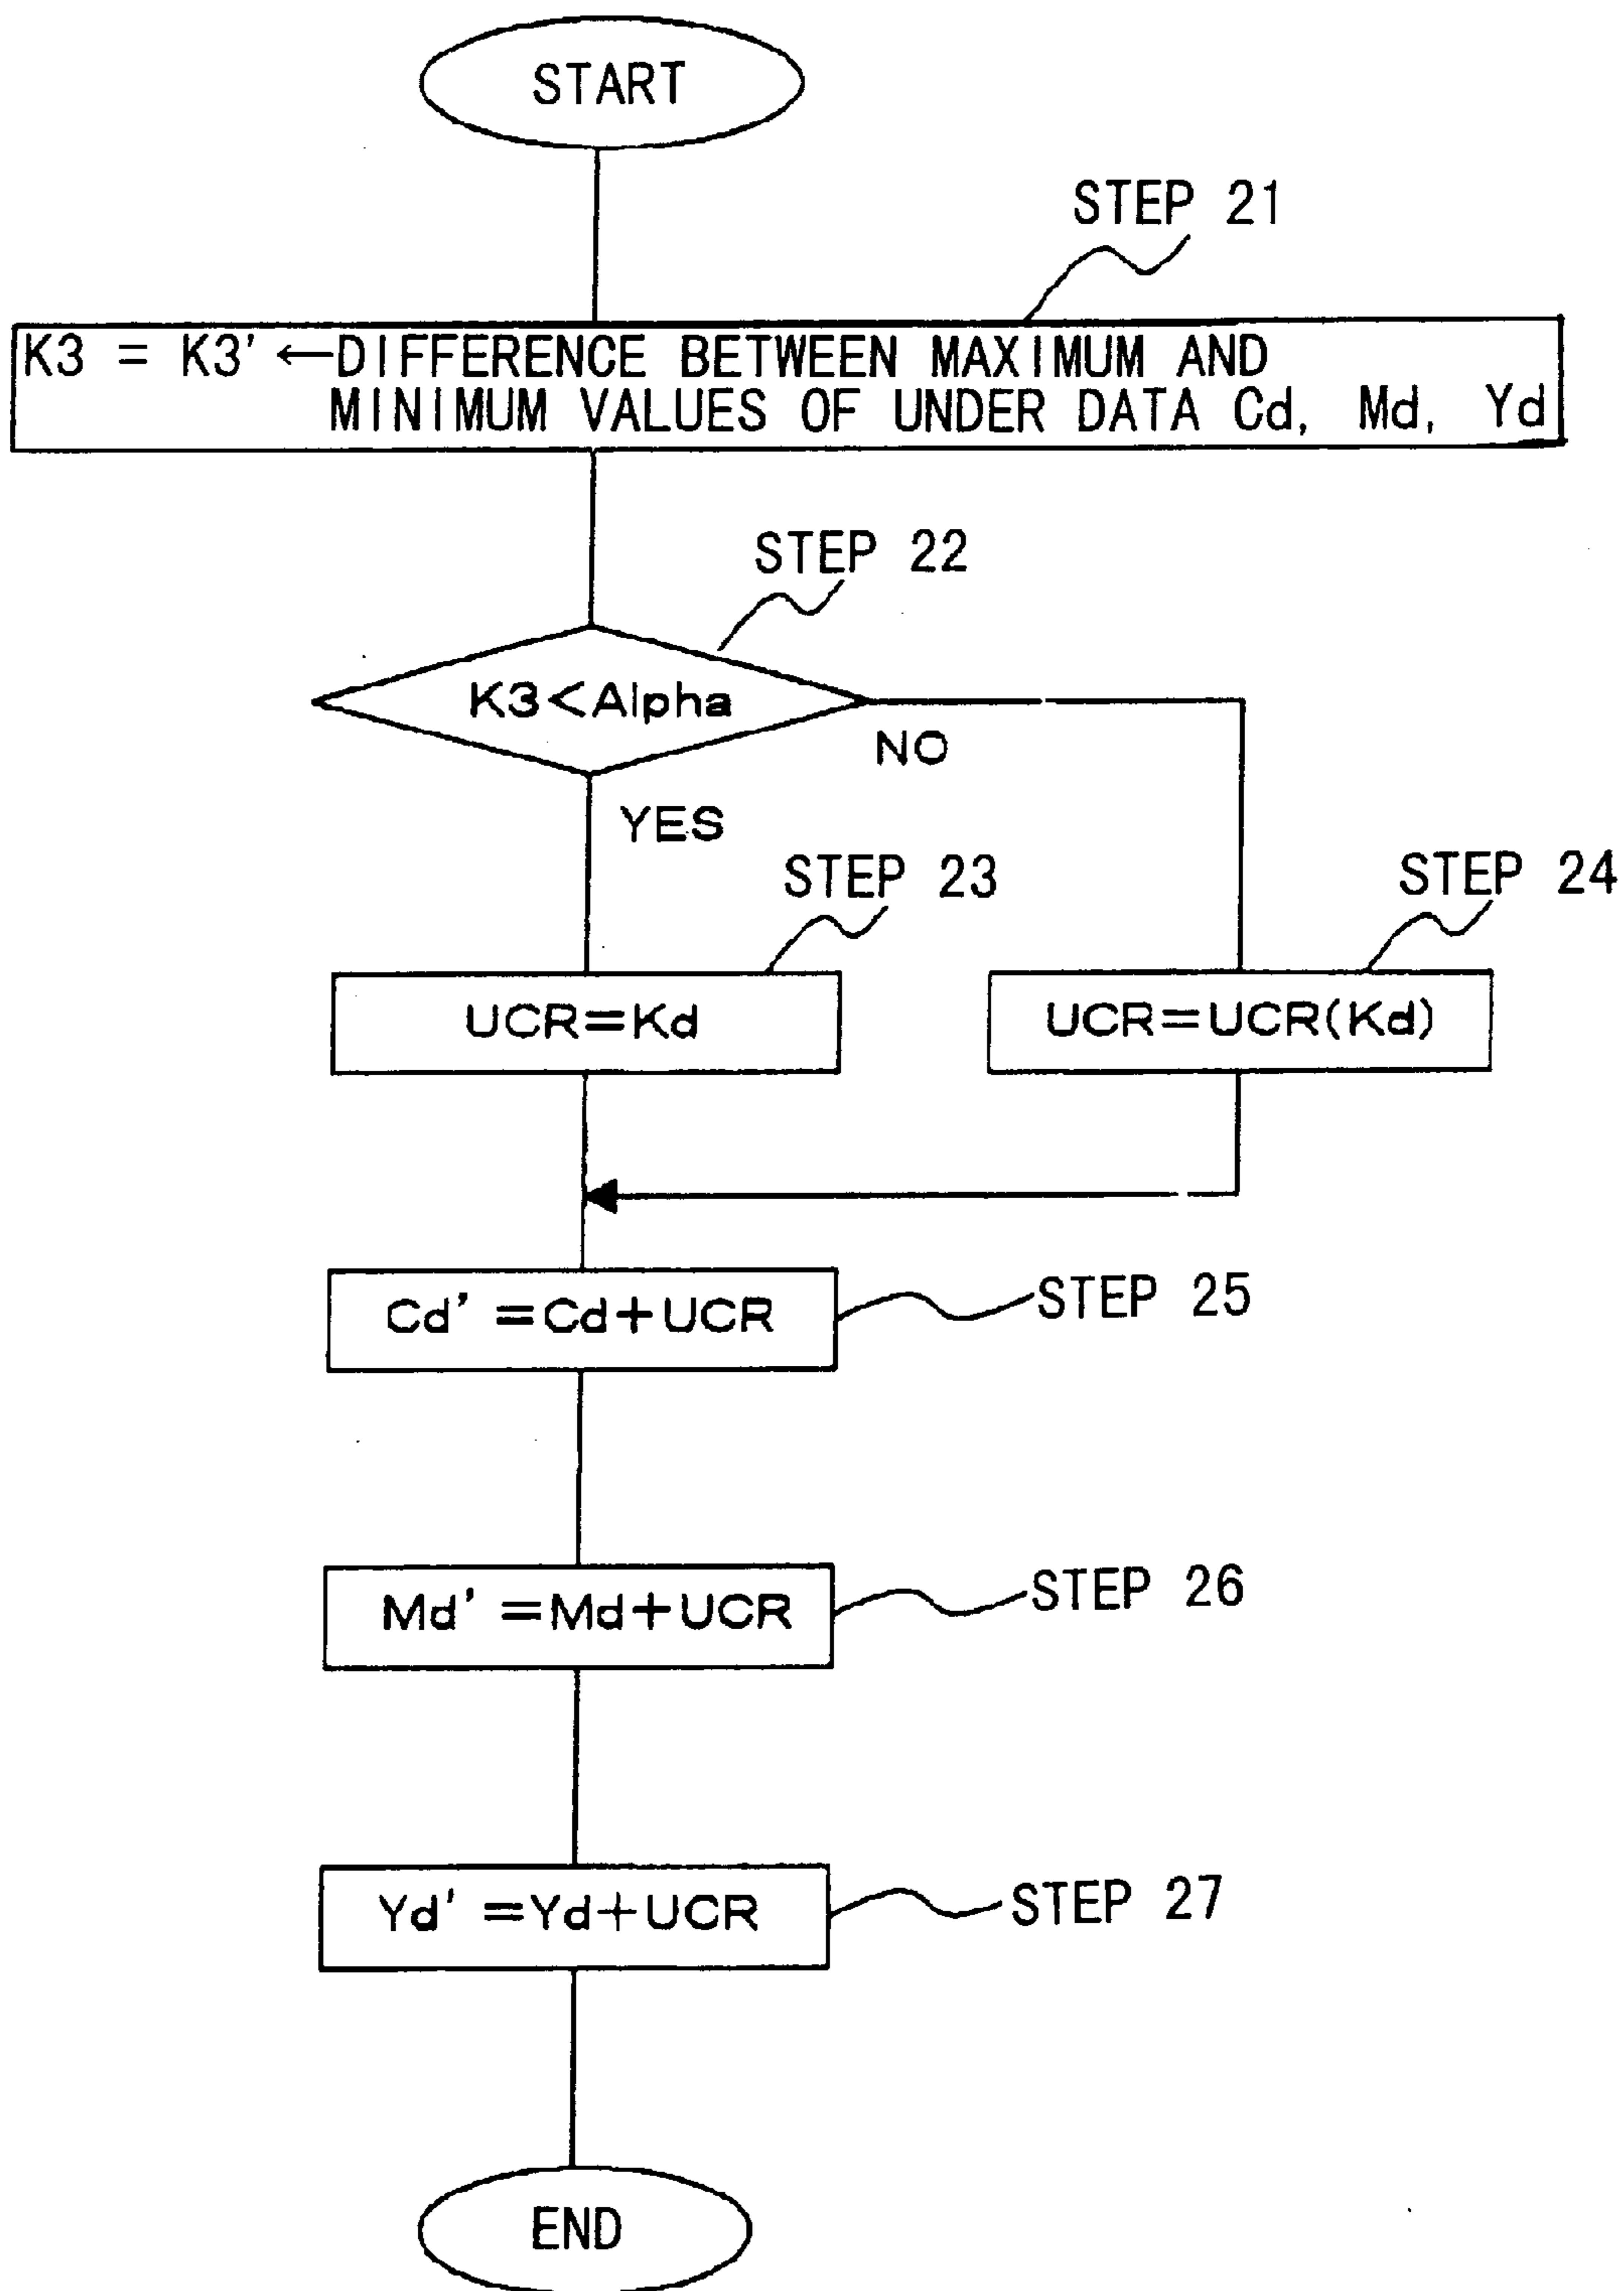 START
STEP 21
K3 = K3' ←DIFFERENCE BETWEEN MAXIMUM AND
MINIMUM VALUES OF UNDER DATA Cd, Md, Yd
STEP 22
K3<Alpha
NO
YES
STEP 23
STEP 24
UCR=Kd
UCR=UCR(Kd)
Cd' =Cd+UCR
STEP 25
Md' =Md+UCR
STEP 26
Yd' =Yd+UCR
STEP 27
END